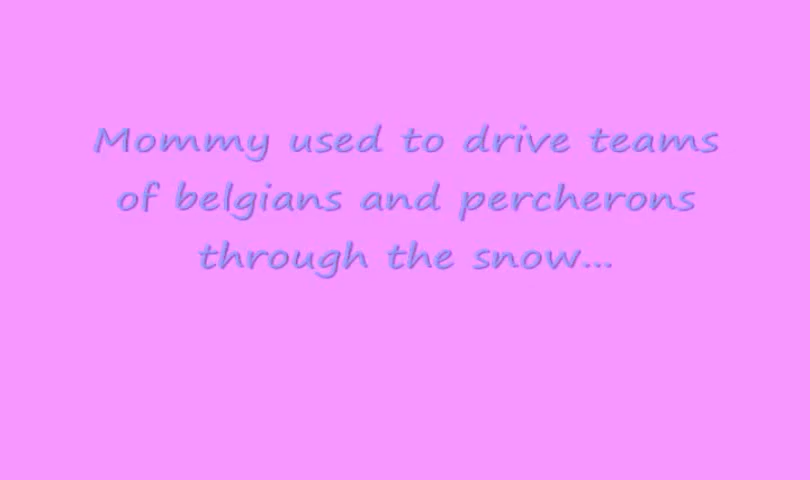 Mommy used to drive teams
of belgians and percherons
through the snow...